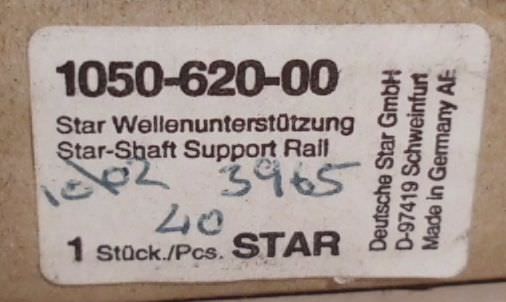 1050-620-00
Star Wellenunterstützung
Star-Shaft Support Rail
3965
40
1 Stück./Pcs. STAR
Deutsche Star GmbH
D-97419 Schweinfurt
Made in Germany AE